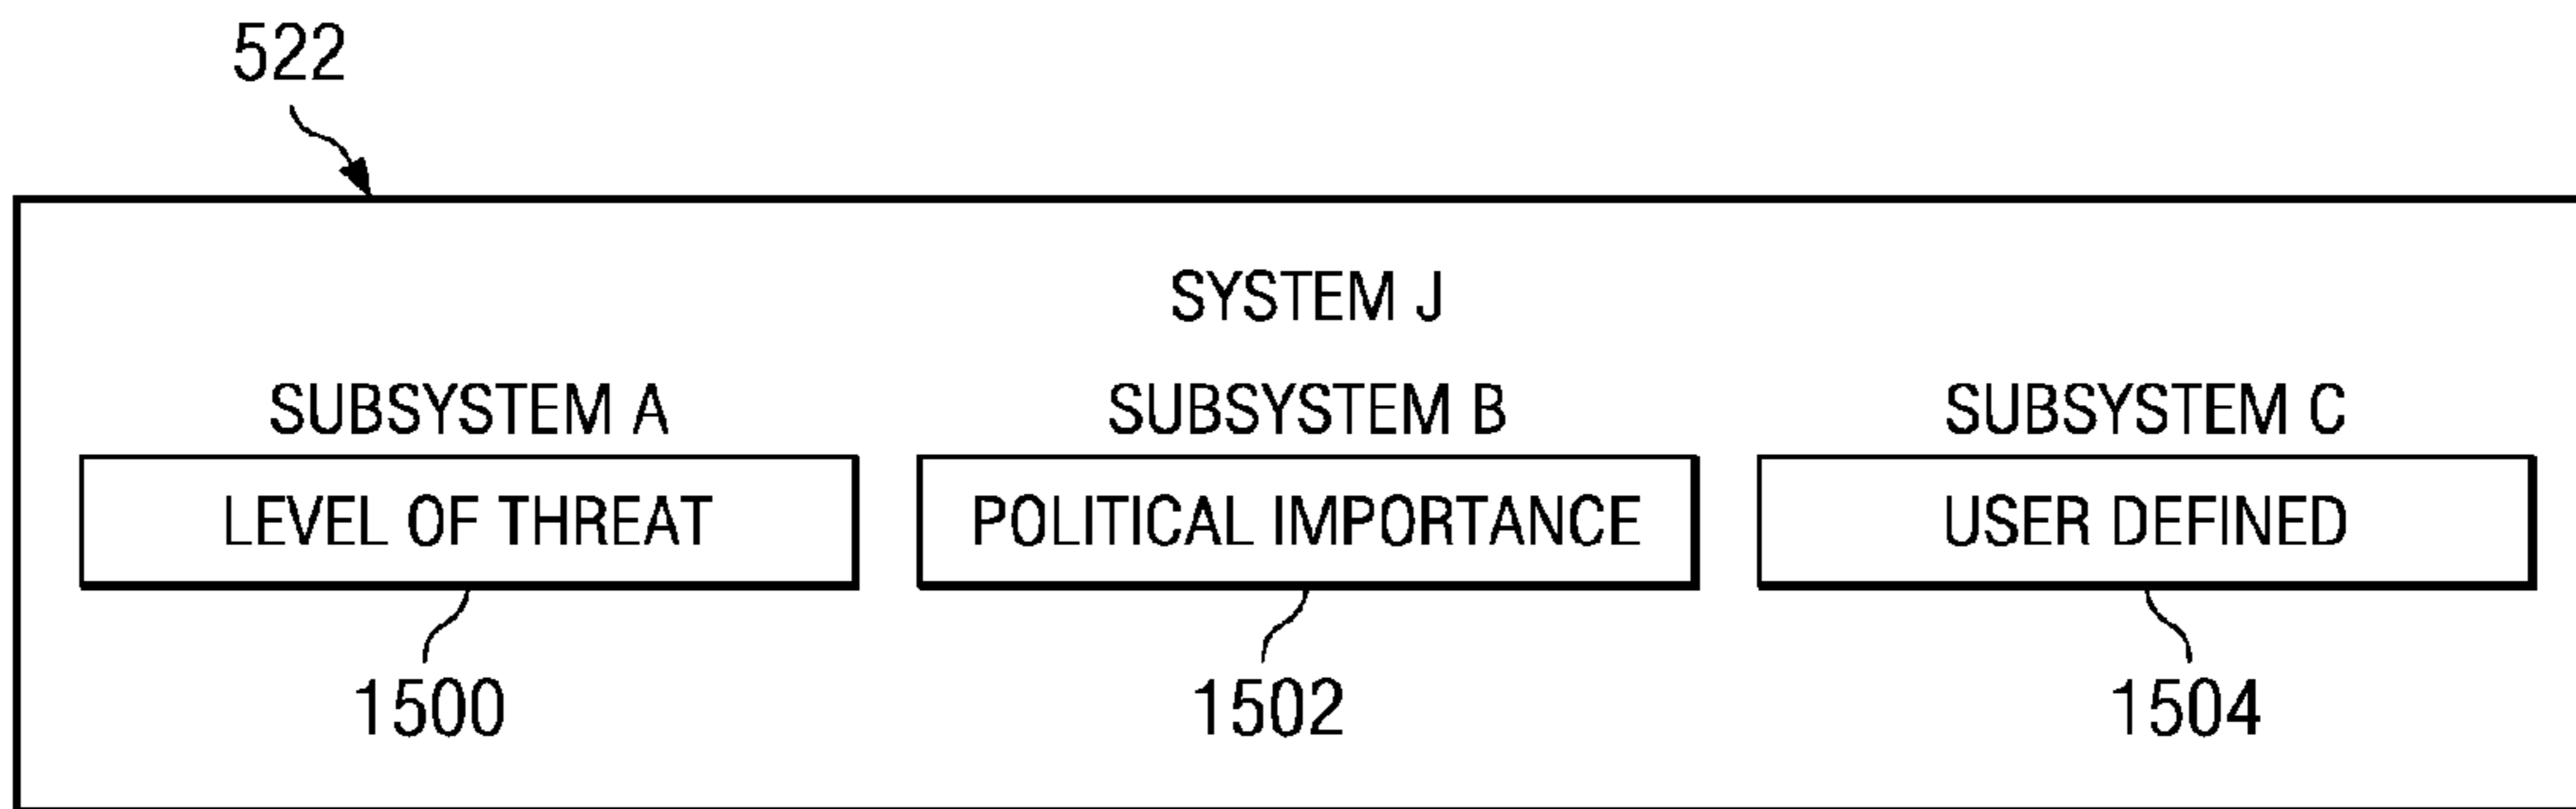 522
SYSTEM J
SUBSYSTEM A SUBSYSTEM B SUBSYSTEM C
LEVEL OF THREAT POLITICAL IMPORTANCE USER DEFINED
1500 1502 1504